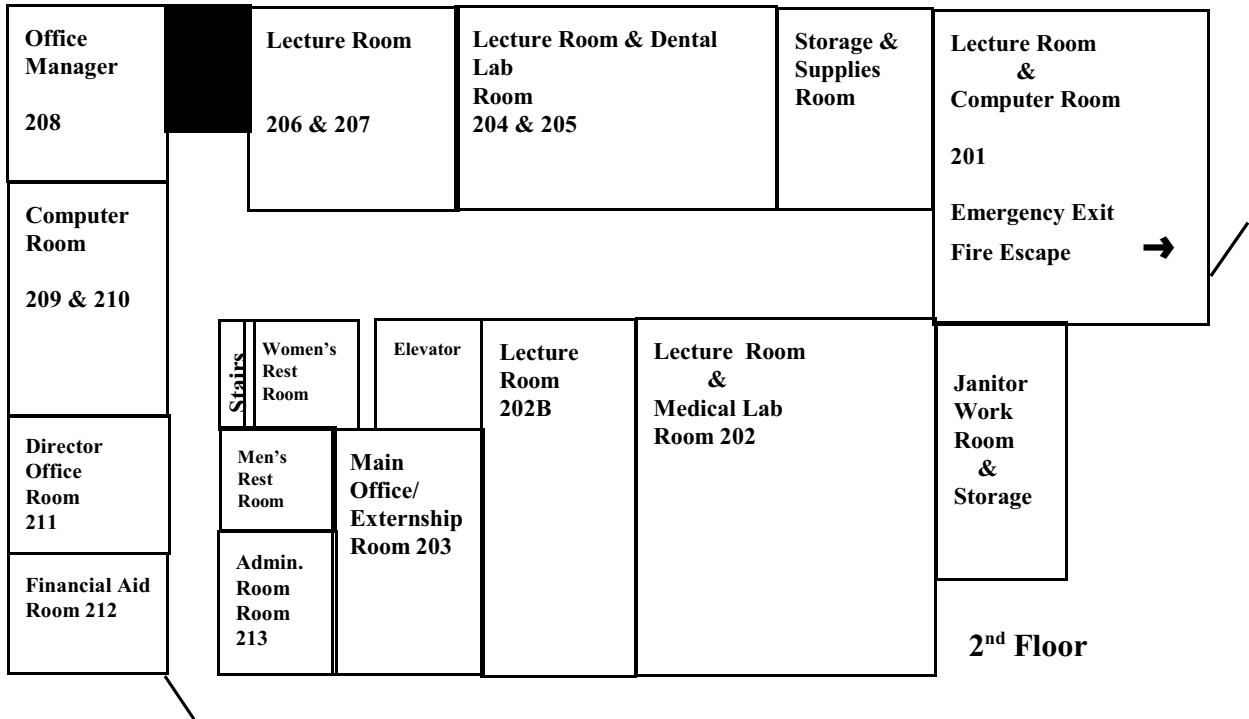 Office
Manager
208
Lecture Room
206 & 207
Lecture Room & Dental
Lab
Room
204 & 205
Storage &
Supplies
Room
Lecture Room
&
Computer Room
201
Emergency Exit
Fire Escape
Computer
Room
209 & 210
Stairs
Women's
Rest
Room
Elevator
Lecture
Room
202B
Lecture Room
&
Medical Lab
Room 202
Janitor
Work
Room
&
Storage
Director
Office
Room
211
Men's
Rest
Room
Main
Office/
Externship
Room 203
Financial Aid
Room 212
Admin.
Room
Room
213
2nd Floor